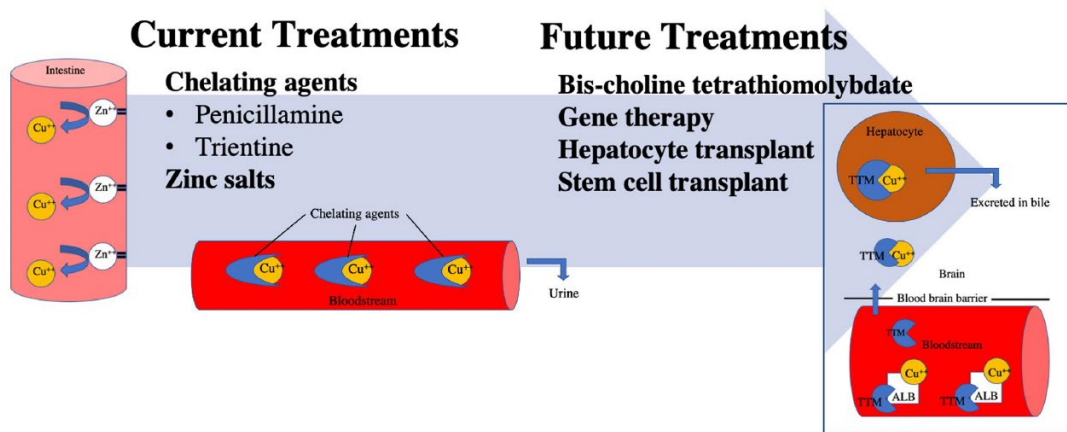 Current Treatments
Future Treatments
Intestine
Zn++
Cu++
Zn++
Cu++
Zn++
Cu++
Chelating agents
• Penicillamine
• Trientine
Zinc salts
Chelating agents
Cu++
Cu++
Cu++
Bloodstream
Urine
Bis-choline tetrathiomolybdate
Gene therapy
Hepatocyte transplant
Stem cell transplant
Hepatocyte
TTM Cu++
Excreted in bile
TTM Cu++
Brain
Blood brain barrier
TTM
Bloodstream
Cu++
Cu++
TTM ALB
TTM ALB